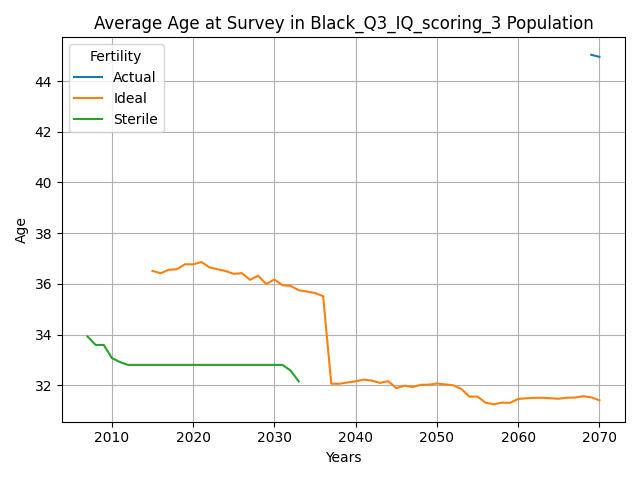 Average Age at Survey in Black_Q3_IQ_scoring_3 Population
Fertility
Actual
Ideal
Sterile
Age
44
42
40
38
36
34
32
2010
2020
2030
2040
2050
2060
2070
Years